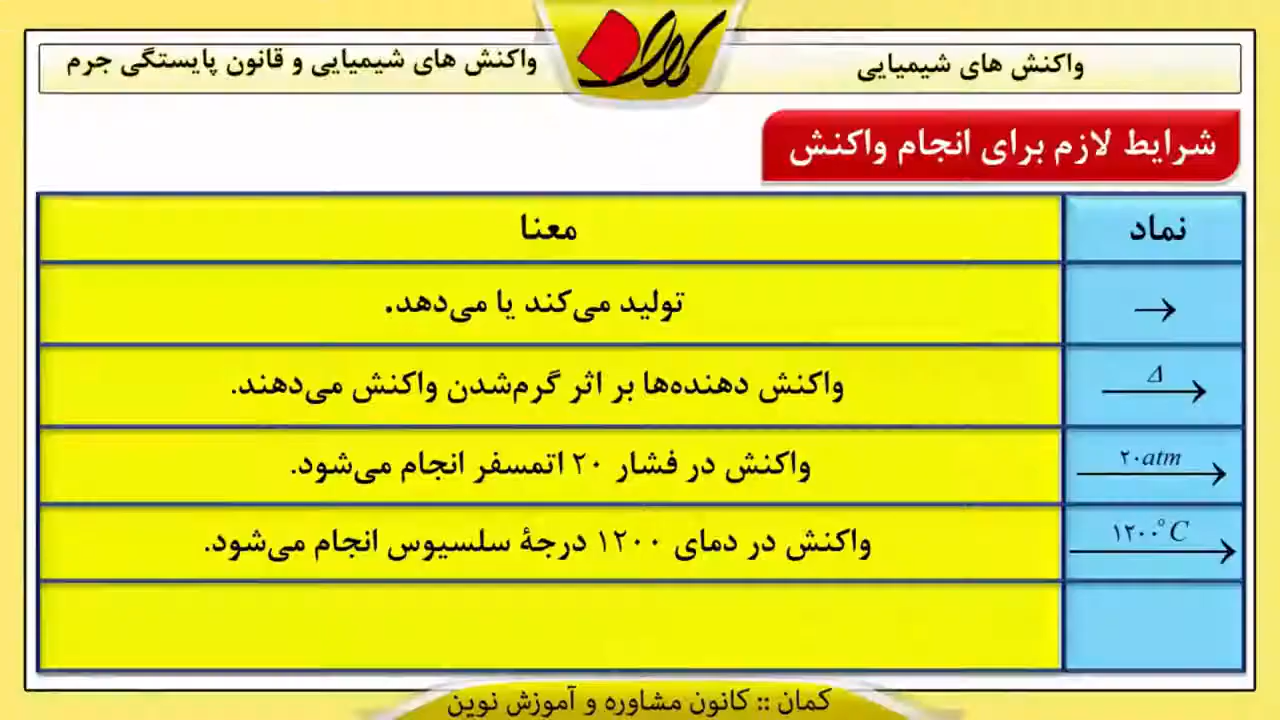 واکنش های شیمیایی
کمان
واکنش های شیمیایی و قانون پایستگی جرم
شرایط لازم برای انجام واکنش
نماد معنا
→ تولید می‌کند یا می‌دهد.
Δ → واکنش دهنده‌ها بر اثر گرم‌شدن واکنش می‌دهند.
۲۰atm → واکنش در فشار ۲۰ اتمسفر انجام می‌شود.
۱۲۰۰°C → واکنش در دمای ۱۲۰۰ درجهٔ سلسیوس انجام می‌شود.
کمان :: کانون مشاوره و آموزش نوین